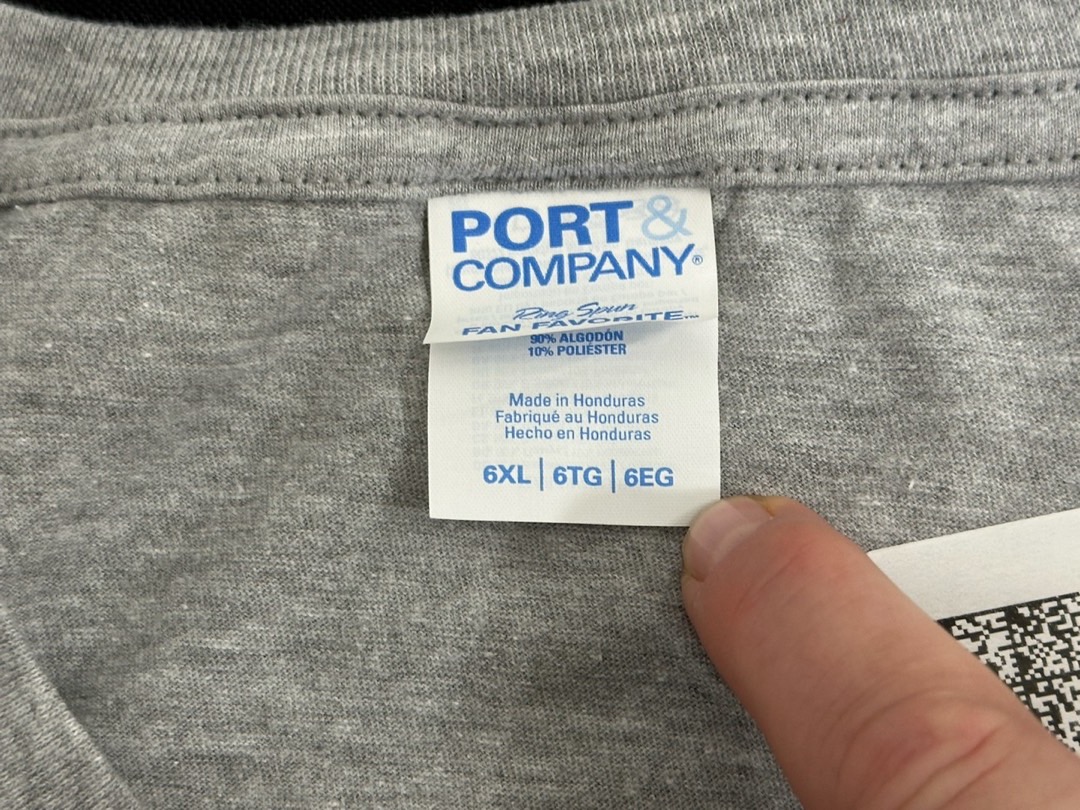 PORT &
COMPANY®
Ring Spun
FAN FAVORITE™
90% ALGODÓN
10% POLIÉSTER
Made in Honduras
Fabriqué au Honduras
Hecho en Honduras
6XL | 6TG | 6EG